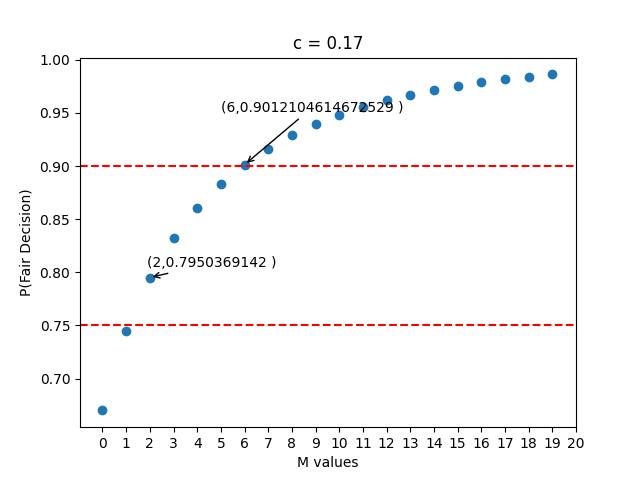 c = 0.17
1.00
(6,0.9012104614672529 )
0.95
0.90
0.85
(2,0.7950369142 )
0.80
0.75
0.70
P(Fair Decision)
0 1 2 3 4 5 6 7 8 9 10 11 12 13 14 15 16 17 18 19 20
M values